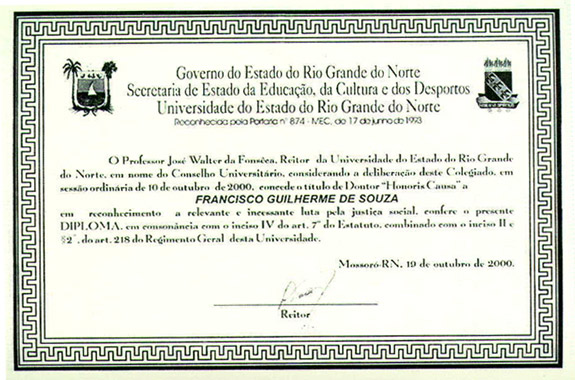 Governo do Estado do Rio Grande do Norte
Secretaria de Estado da Educação, da Cultura e dos Desportos
Universidade do Estado do Rio Grande do Norte
Reconhecida pela Portaria nº 874 - MEC, de 17 de junho de 1993
O Professor José Walter da Fonsêca, Reitor da Universidade do Estado do Rio Grande
do Norte, em nome do Conselho Universitário, considerando a deliberação deste Colegiado, em
sessão ordinária de 10 de outubro de 2000, concede o título de Doutor "Honoris Causa" a
FRANCISCO GUILHERME DE SOUZA
em reconhecimento a relevante e incessante luta pela justiça social, confere o presente
DIPLOMA, em consonância com o inciso IV do art. 7º do Estatuto, combinado com o inciso II e
§2º, do art. 218 do Regimento Geral desta Universidade.
Mossoró-RN, 19 de outubro de 2000.
Reitor